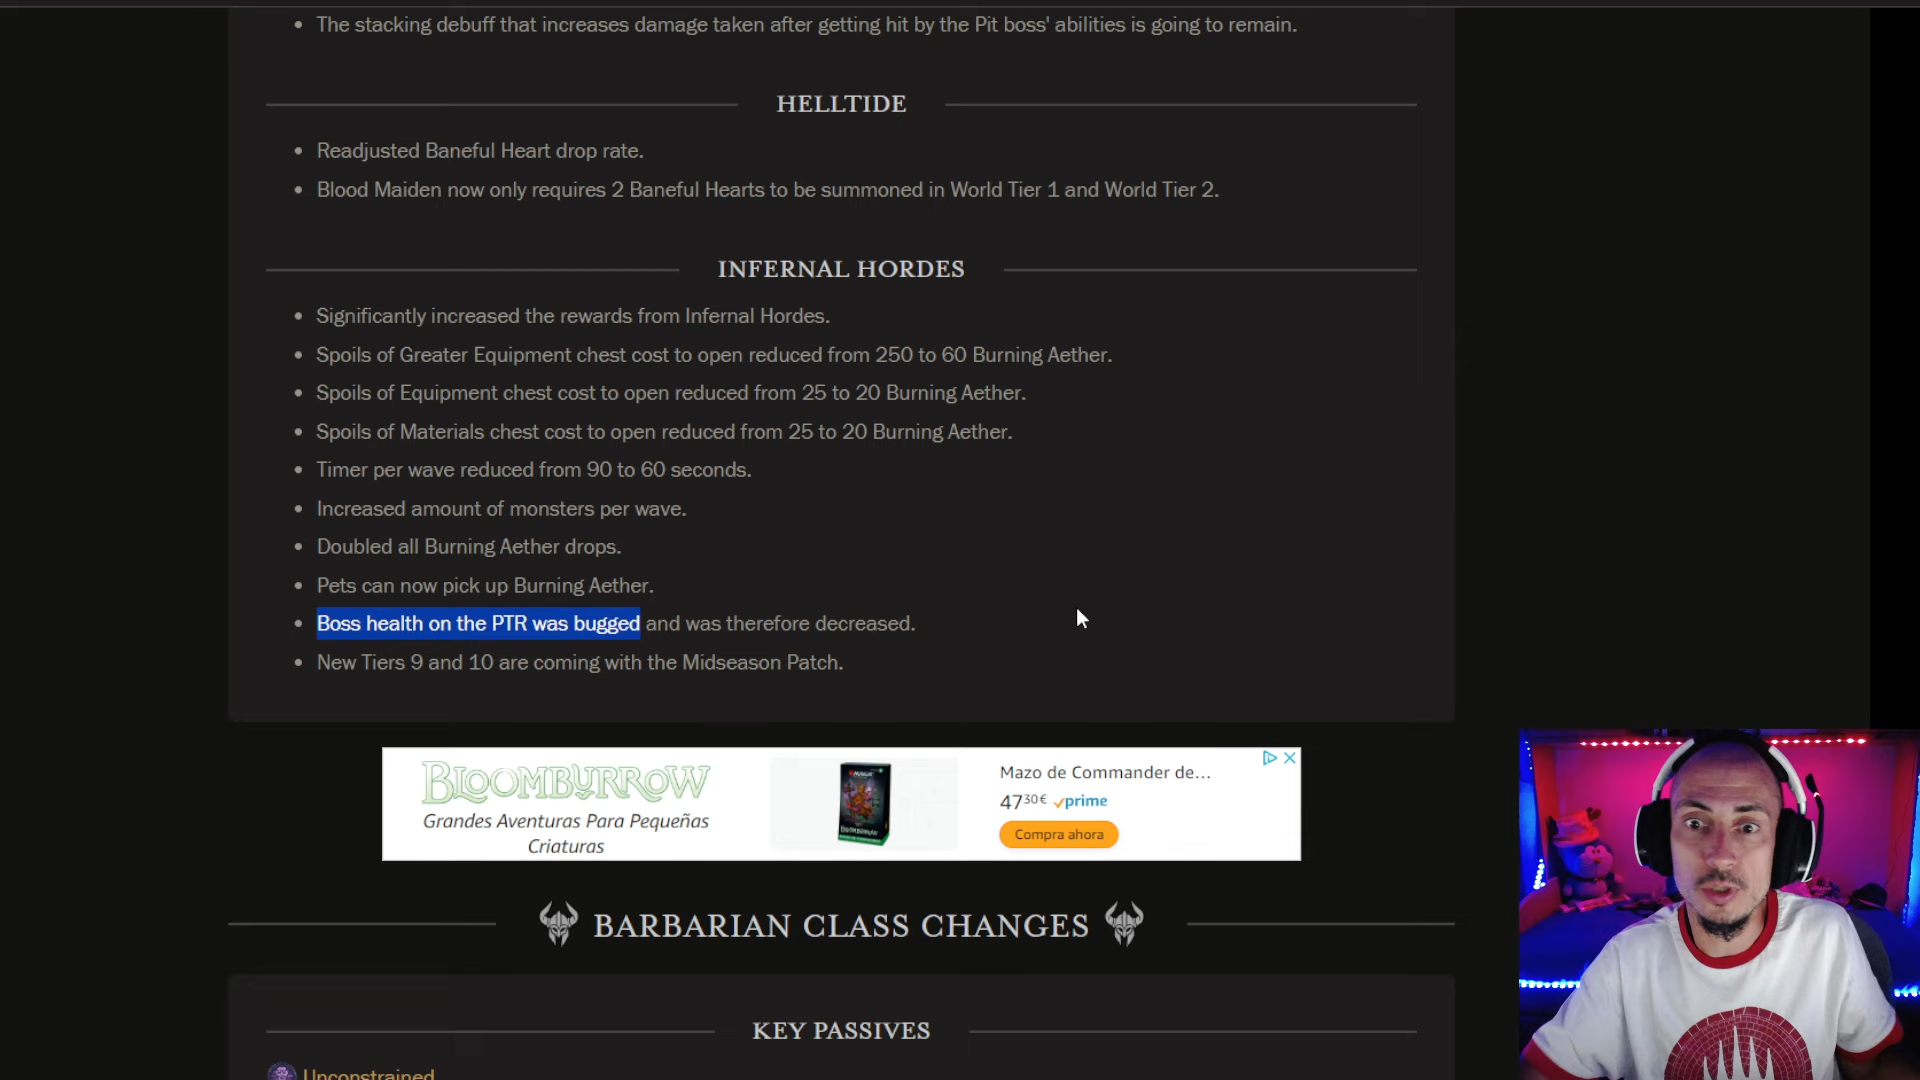 The stacking debuff that increases damage taken after getting hit by the Pit boss' abilities is going to remain.
HELLTIDE
Readjusted Baneful Heart drop rate.
Blood Maiden now only requires 2 Baneful Hearts to be summoned in World Tier 1 and World Tier 2.
INFERNAL HORDES
Significantly increased the rewards from Infernal Hordes.
Spoils of Greater Equipment chest cost to open reduced from 250 to 60 Burning Aether.
Spoils of Equipment chest cost to open reduced from 25 to 20 Burning Aether.
Spoils of Materials chest cost to open reduced from 25 to 20 Burning Aether.
Timer per wave reduced from 90 to 60 seconds.
Increased amount of monsters per wave.
Doubled all Burning Aether drops.
Pets can now pick up Burning Aether.
Boss health on the PTR was bugged and was therefore decreased.
New Tiers 9 and 10 are coming with the Midseason Patch.
BLOOMBURROW
Grandes Aventuras Para Pequeñas
Criaturas
BLOOMBURROW
Mazo de Commander de...
4730€ prime
Compra ahora
BARBARIAN CLASS CHANGES
KEY PASSIVES
Unconstrained